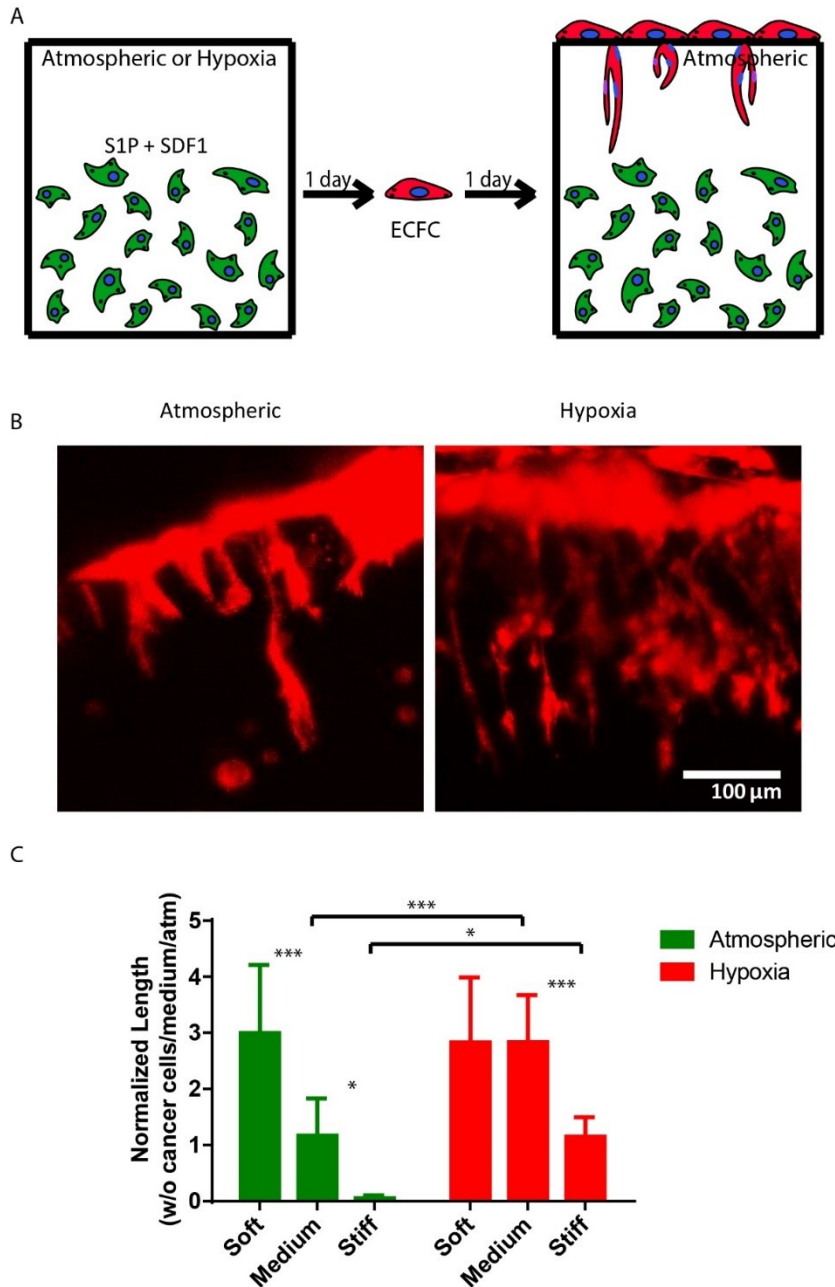 A
Atmospheric or Hypoxia
S1P + SDF1
1 day
ECFC
1 day
Atmospheric
B
Atmospheric
Hypoxia
100 µm
C
Normalized Length
(w/o cancer cells/medium/atm)
5
4
3
2
1
0
***
*
***
*
***
Soft
Medium
Stiff
Soft
Medium
Stiff
Atmospheric
Hypoxia